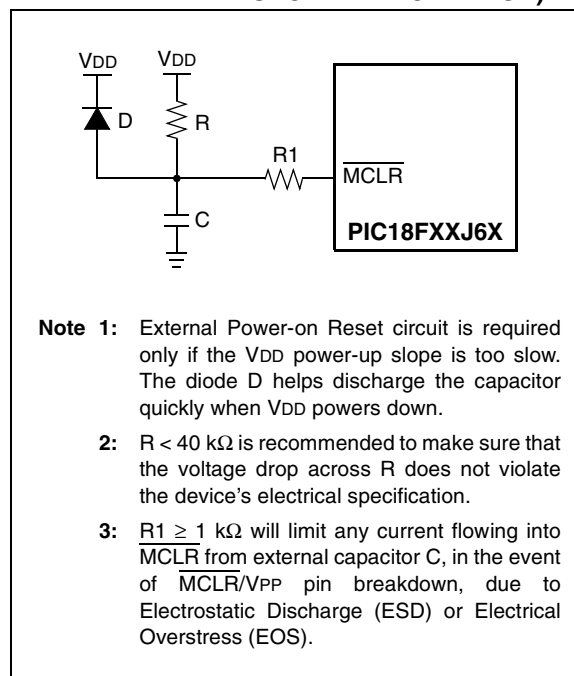 VDD
VDD
D
R
R1
MCLR
C
PIC18FXXJ6X
Note 1: External Power-on Reset circuit is required
only if the VDD power-up slope is too slow.
The diode D helps discharge the capacitor
quickly when VDD powers down.
2: R < 40 kΩ is recommended to make sure that
the voltage drop across R does not violate
the device's electrical specification.
3: R1 ≥ 1 kΩ will limit any current flowing into
MCLR from external capacitor C, in the event
of MCLR/VPP pin breakdown, due to
Electrostatic Discharge (ESD) or Electrical
Overstress (EOS).